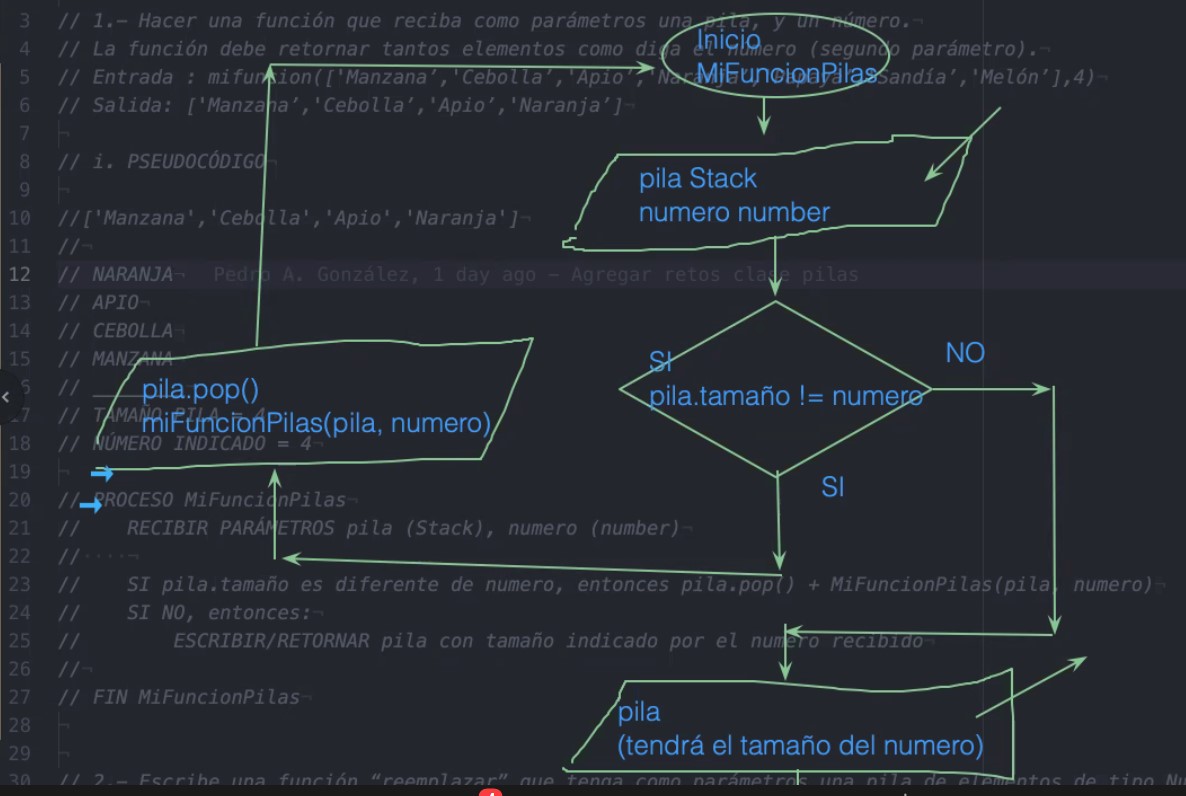 3 // 1.– Hacer una función que reciba como parámetros una pila, y un número.¬
4 // La función debe retornar tantos elementos como diga el número (segundo parámetro).¬
5 // Entrada : mifunsion(['Manzana’,'Cebolla’,'Apio’,'Naranja’, Sandía’,'Melón’],4)¬
6 // Salida: ['Manzana’,'Cebolla’,'Apio’,'Naranja’]¬
7 ¬
8 // i. PSEUDOCÓDIGO¬
9 ¬
10 //['Manzana','Cebolla','Apio','Naranja']¬
11 //¬
12 // NARANJA¬ Pedro A. González, 1 day ago – Agregar retos clase pilas
13 // APIO¬
14 // CEBOLLA¬
15 // MANZANA
16 // ________
17 // TAMAÑO PILA = 4
18 // NÚMERO INDICADO = 4¬
19 ¬
20 // PROCESO MiFuncionPilas¬
21 // RECIBIR PARÁMETROS pila (Stack), numero (number)¬
22 //····¬
23 // SI pila.tamaño es diferente de numero, entonces pila.pop() + MiFuncionPilas(pila, numero)¬
24 // SI NO, entonces:¬
25 // ESCRIBIR/RETORNAR pila con tamaño indicado por el numero recibido¬
26 //¬
27 // FIN MiFuncionPilas¬
28 ¬
29 ¬
30 // 2.– Escribe una función “reemplazar” que tenga como parámetros una pila de elementos de tipo
Inicio
MiFuncionPilas
pila Stack
numero number
SI
pila.tamaño != numero
NO
SI
pila.pop()
miFuncionPilas(pila, numero)
pila
(tendrá el tamaño del numero)